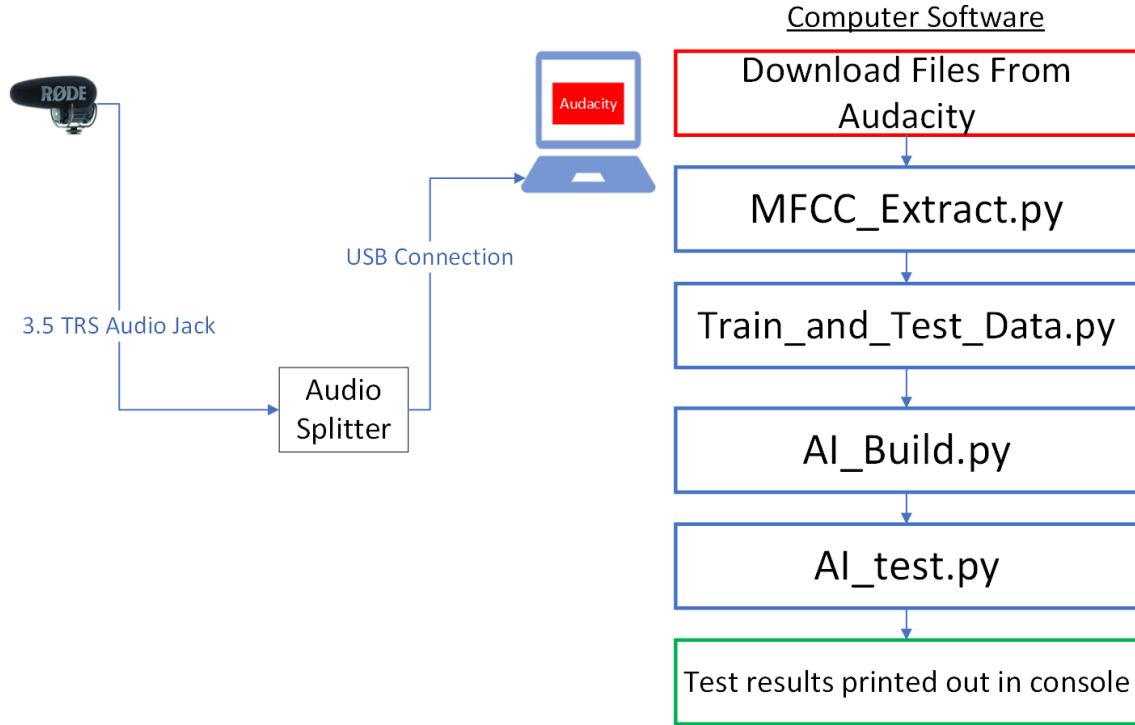 Computer Software
RØDE
Audacity
Download Files From
Audacity
MFCC_Extract.py
USB Connection
3.5 TRS Audio Jack
Train_and_Test_Data.py
Audio
Splitter
AI_Build.py
AI_test.py
Test results printed out in console